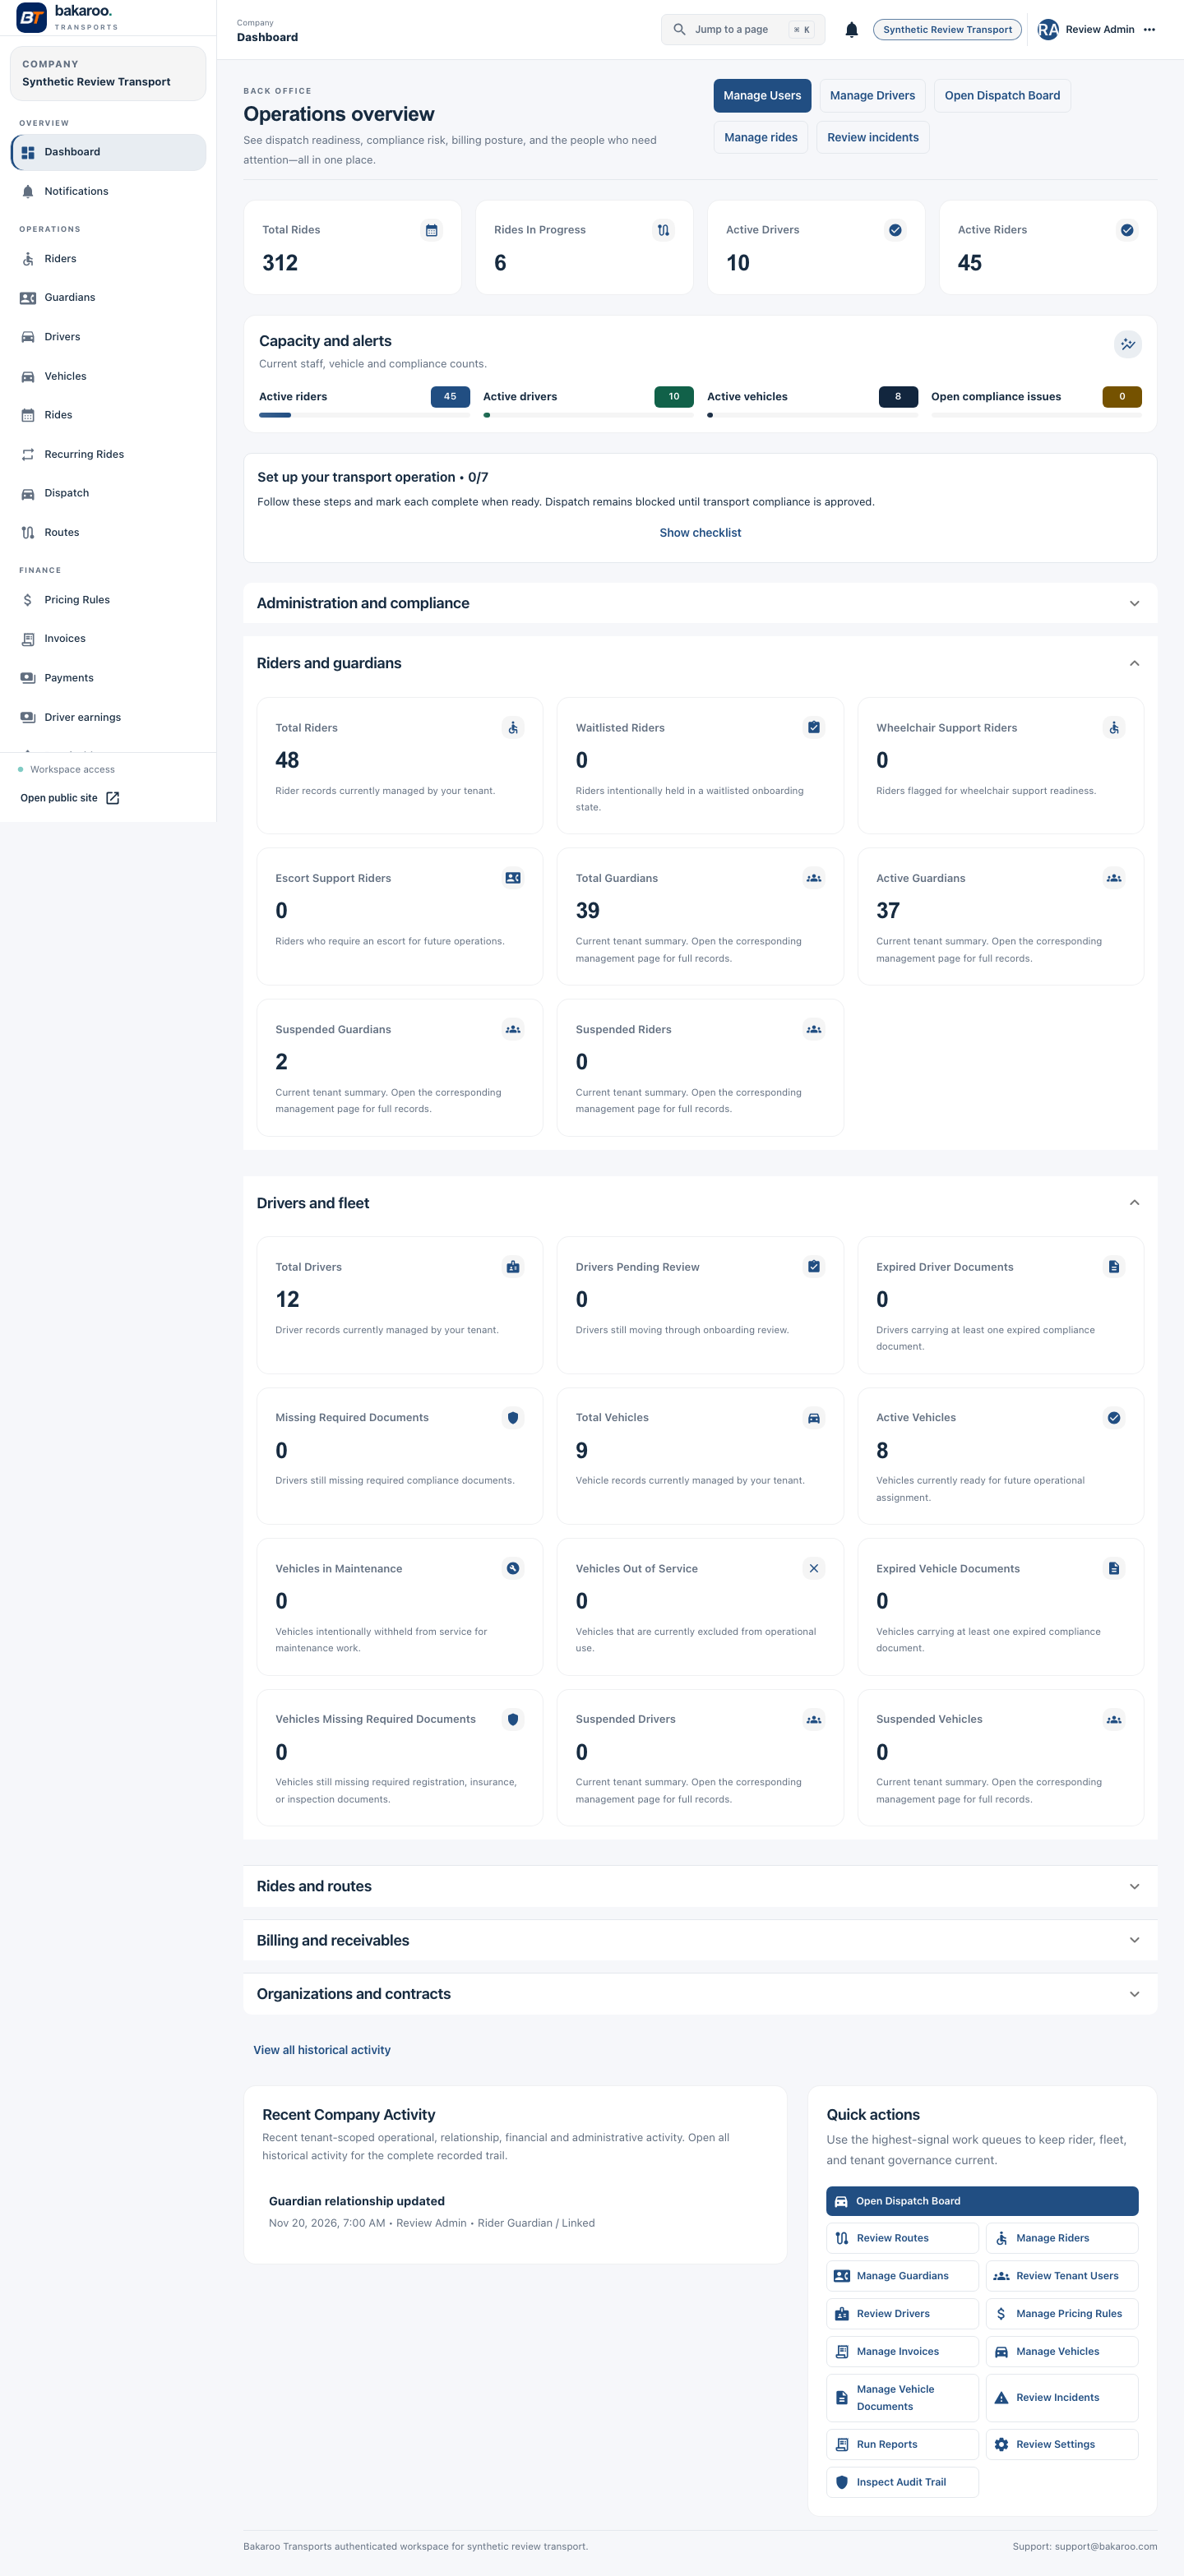 BT
bakaroo.
TRANSPORTS
COMPANY
Synthetic Review Transport
OVERVIEW
Dashboard
Notifications
OPERATIONS
Riders
Guardians
Drivers
Vehicles
Rides
Recurring Rides
Dispatch
Routes
FINANCE
Pricing Rules
Invoices
Payments
Driver earnings
Workspace access
Open public site
Company
Dashboard
Jump to a page ⌘ K
Synthetic Review Transport
RA Review Admin
BACK OFFICE
Operations overview
See dispatch readiness, compliance risk, billing posture, and the people who need
attention—all in one place.
Manage Users Manage Drivers Open Dispatch Board
Manage rides Review incidents
Total Rides
312
Rides In Progress
6
Active Drivers
10
Active Riders
45
Capacity and alerts
Current staff, vehicle and compliance counts.
Active riders 45
Active drivers 10
Active vehicles 8
Open compliance issues 0
Set up your transport operation • 0/7
Follow these steps and mark each complete when ready. Dispatch remains blocked until transport compliance is approved.
Show checklist
Administration and compliance
Riders and guardians
Total Riders
48
Rider records currently managed by your tenant.
Waitlisted Riders
0
Riders intentionally held in a waitlisted onboarding
state.
Wheelchair Support Riders
0
Riders flagged for wheelchair support readiness.
Escort Support Riders
0
Riders who require an escort for future operations.
Total Guardians
39
Current tenant summary. Open the corresponding
management page for full records.
Active Guardians
37
Current tenant summary. Open the corresponding
management page for full records.
Suspended Guardians
2
Current tenant summary. Open the corresponding
management page for full records.
Suspended Riders
0
Current tenant summary. Open the corresponding
management page for full records.
Drivers and fleet
Total Drivers
12
Driver records currently managed by your tenant.
Drivers Pending Review
0
Drivers still moving through onboarding review.
Expired Driver Documents
0
Drivers carrying at least one expired compliance
document.
Missing Required Documents
0
Drivers still missing required compliance documents.
Total Vehicles
9
Vehicle records currently managed by your tenant.
Active Vehicles
8
Vehicles currently ready for future operational
assignment.
Vehicles in Maintenance
0
Vehicles intentionally withheld from service for
maintenance work.
Vehicles Out of Service
0
Vehicles that are currently excluded from operational
use.
Expired Vehicle Documents
0
Vehicles carrying at least one expired compliance
document.
Vehicles Missing Required Documents
0
Vehicles still missing required registration, insurance,
or inspection documents.
Suspended Drivers
0
Current tenant summary. Open the corresponding
management page for full records.
Suspended Vehicles
0
Current tenant summary. Open the corresponding
management page for full records.
Rides and routes
Billing and receivables
Organizations and contracts
View all historical activity
Recent Company Activity
Recent tenant-scoped operational, relationship, financial and administrative activity. Open all
historical activity for the complete recorded trail.
Guardian relationship updated
Nov 20, 2026, 7:00 AM • Review Admin • Rider Guardian / Linked
Quick actions
Use the highest-signal work queues to keep rider, fleet,
and tenant governance current.
Open Dispatch Board
Review Routes
Manage Riders
Manage Guardians
Review Tenant Users
Review Drivers
Manage Pricing Rules
Manage Invoices
Manage Vehicles
Manage Vehicle
Documents
Review Incidents
Run Reports
Review Settings
Inspect Audit Trail
Bakaroo Transports authenticated workspace for synthetic review transport.
Support: support@bakaroo.com